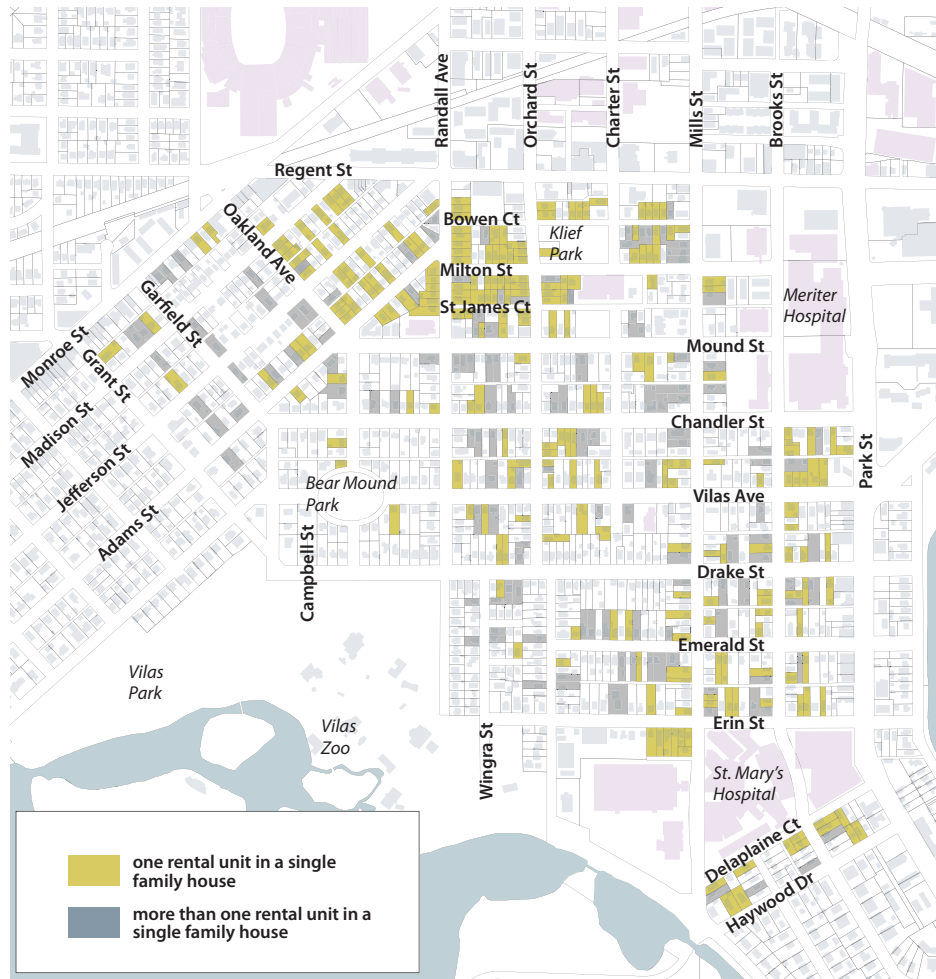 Randall Ave
Orchard St
Charter St
Mills St
Brooks St
Regent St
Oakland Ave
Bowen Ct
Klief
Park
Milton St
Garfield St
St James Ct
Meriter
Hospital
Monroe St
Grant St
Mound St
Madison St
Chandler St
Park St
Jefferson St
Bear Mound
Park
Vilas Ave
Adams St
Campbell St
Drake St
Emerald St
Vilas
Park
Erin St
Vilas
Zoo
Wingra St
St. Mary's
Hospital
Delaplaine Ct
Haywood Dr
one rental unit in a single
family house
more than one rental unit in a
single family house